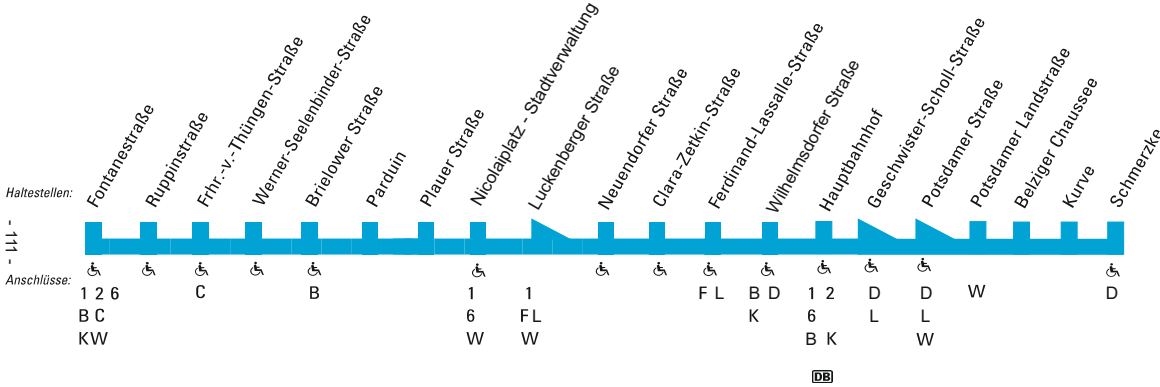 Haltestellen:
Fontanestraße
Ruppinstraße
Frhr.-v.-Thüngen-Straße
Werner-Seelenbinder-Straße
Brielower Straße
Parduin
Plauer Straße
Nicolaiplatz - Stadtverwaltung
Luckenberger Straße
Neuendorfer Straße
Clara-Zetkin-Straße
Ferdinand-Lassalle-Straße
Wilhelmsdorfer Straße
Hauptbahnhof
Geschwister-Scholl-Straße
Potsdamer Straße
Potsdamer Landstraße
Belziger Chaussee
Kurve
Schmerzke
- 111 -
Anschlüsse:
1 2 6 C B 1 1 F L B D 1 2 D D W D
B C 6 F L K 6 L L
K W W W B K W
DB